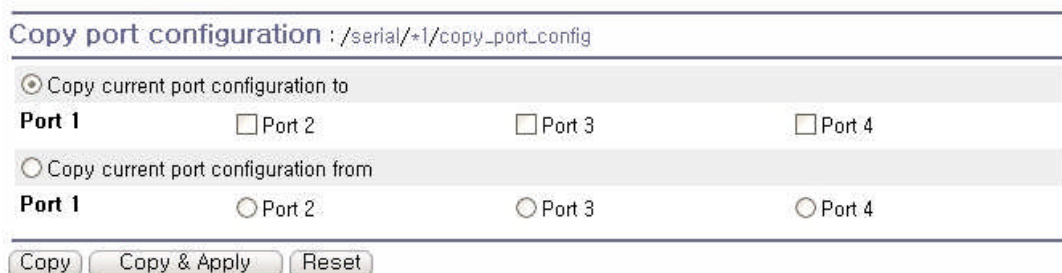 Copy port configuration : /serial/*1/copy_port_config
Copy current port configuration to
Port 1 Port 2 Port 3 Port 4
Copy current port configuration from
Port 1 Port 2 Port 3 Port 4
Copy Copy & Apply Reset